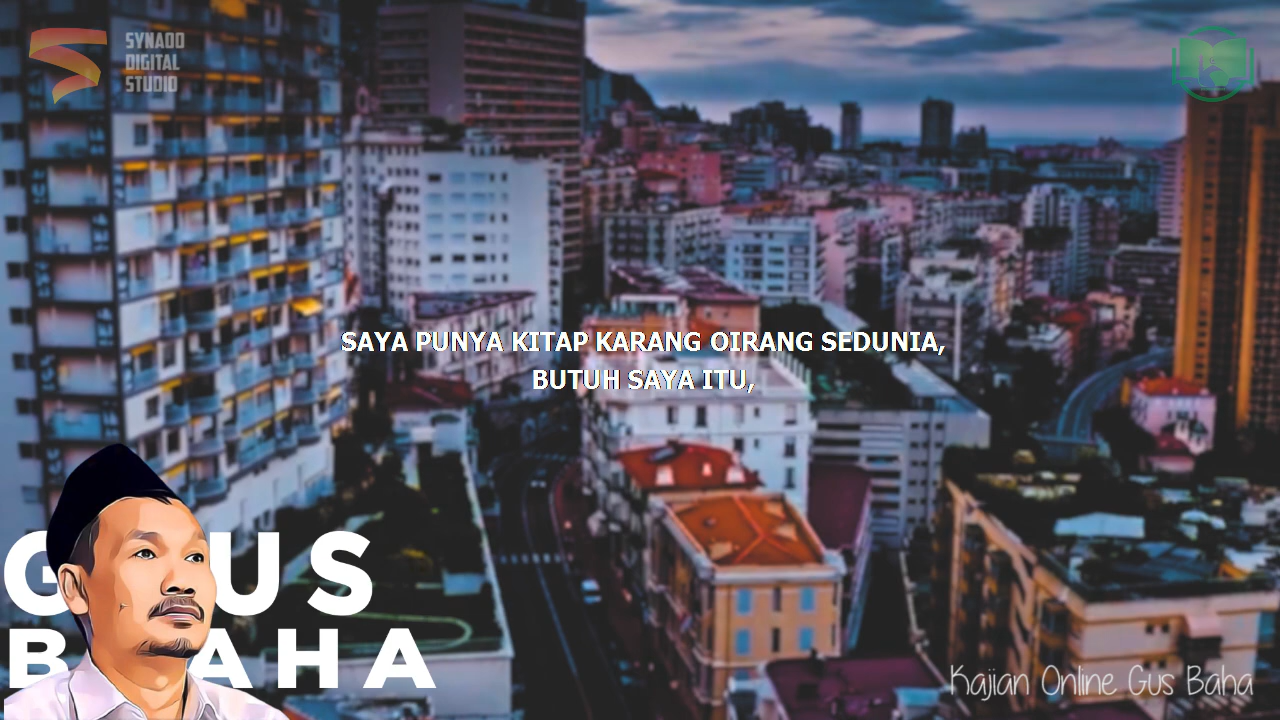 SYNADO
DIGITAL
STUDIO
SAYA PUNYA KITAP KARANG OIRANG SEDUNIA,
BUTUH SAYA ITU,
GUS
BAHA
Kajian Online Gus Baha